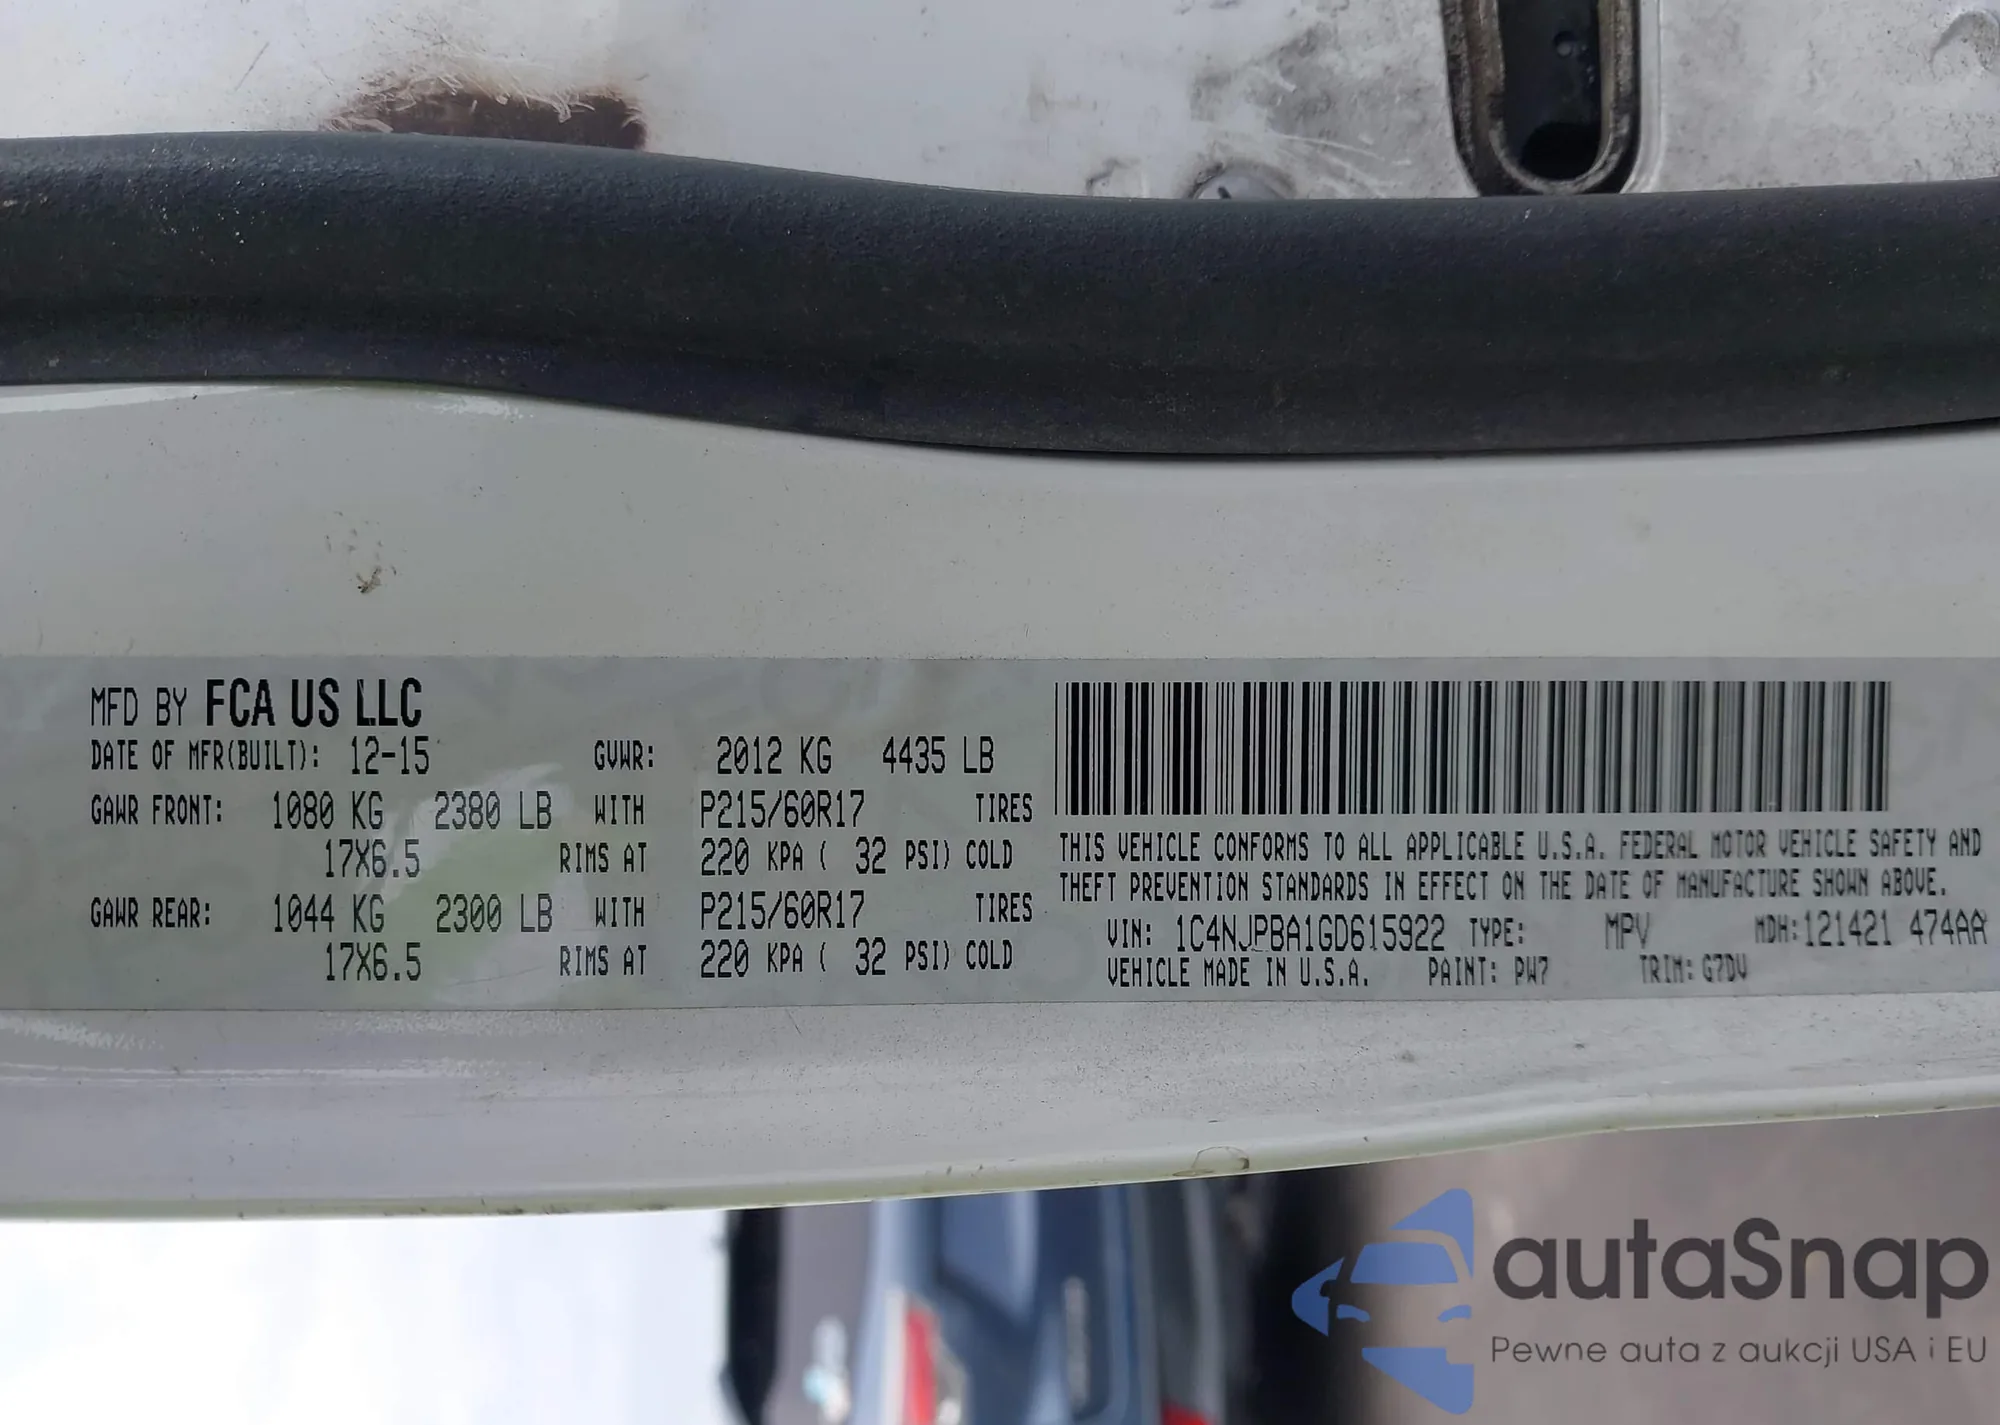 MFD BY FCA US LLC
DATE OF MFR(BUILT): 12-15 GVWR: 2012 KG 4435 LB
GAWR FRONT: 1080 KG 2380 LB WITH P215/60R17 TIRES
17X6.5 RIMS AT 220 KPA ( 32 PSI) COLD
GAWR REAR: 1044 KG 2300 LB WITH P215/60R17 TIRES
17X6.5 RIMS AT 220 KPA ( 32 PSI) COLD
THIS VEHICLE CONFORMS TO ALL APPLICABLE U.S.A. FEDERAL MOTOR VEHICLE SAFETY AND
THEFT PREVENTION STANDARDS IN EFFECT ON THE DATE OF MANUFACTURE SHOWN ABOVE.
VIN: 1C4NJPBA1GD615922 TYPE: MPV MDH: 121421 474AA
VEHICLE MADE IN U.S.A. PAINT: PW7 TRIM: G7DV
autaSnap
Pewne auta z aukcji USA i EU